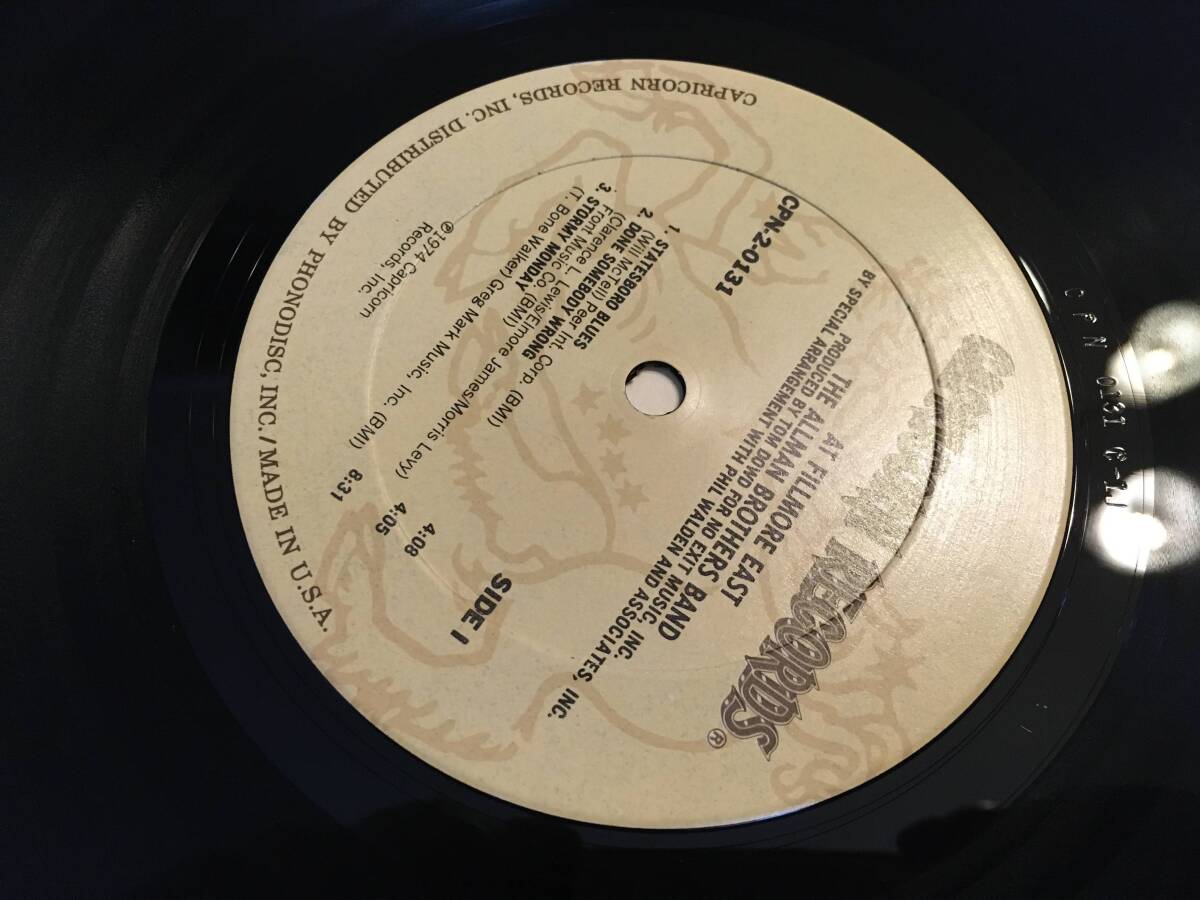 CAPRICORN RECORDS®
AT FILLMORE EAST
THE ALLMAN BROTHERS BAND
PRODUCED BY TOM DOWD FOR NO EXIT MUSIC, INC.
BY SPECIAL ARRANGEMENT WITH PHIL WALDEN AND ASSOCIATES, INC.
CPN-2-0131
SIDE 1
1. STATESBORO BLUES 4:08
(Will McTell) Peer Int. Corp. (BMI)
2. DONE SOMEBODY WRONG 4:05
(Clarence L. Lewis/Elmore James/Morris Levy)
Front Music Co. (BMI)
3. STORMY MONDAY 8:31
(T. Bone Walker) Greg Mark Music, Inc. (BMI)
℗1974 Capricorn
Records, Inc.
CAPRICORN RECORDS, INC. DISTRIBUTED BY PHONODISC, INC./MADE IN U.S.A.
CPN 0131